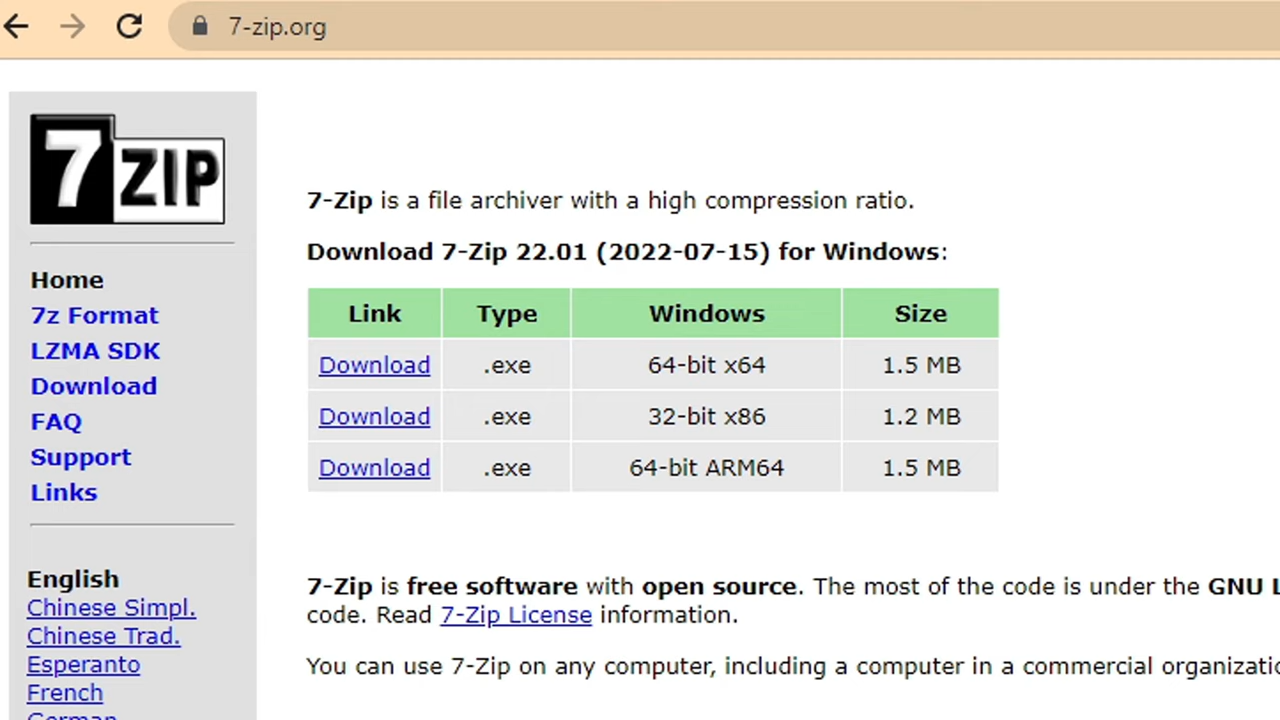 7-zip.org
7 ZIP
Home
7z Format
LZMA SDK
Download
FAQ
Support
Links
English
Chinese Simpl.
Chinese Trad.
Esperanto
French
German
7-Zip is a file archiver with a high compression ratio.
Download 7-Zip 22.01 (2022-07-15) for Windows:
Link Type Windows Size
Download .exe 64-bit x64 1.5 MB
Download .exe 32-bit x86 1.2 MB
Download .exe 64-bit ARM64 1.5 MB
7-Zip is free software with open source. The most of the code is under the GNU L
code. Read 7-Zip License information.
You can use 7-Zip on any computer, including a computer in a commercial organizatio